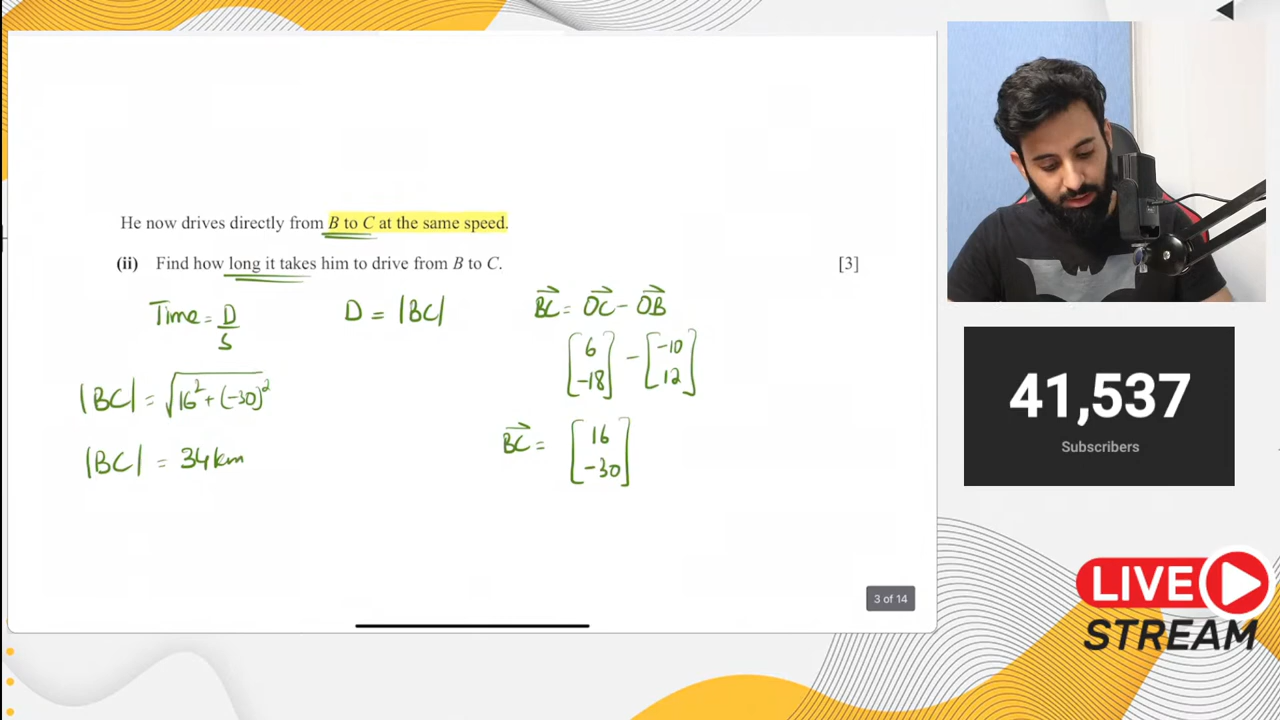 He now drives directly from B to C at the same speed.
(ii) Find how long it takes him to drive from B to C. [3]
Time = D/S
D = |BC|
BC→ = OC→ − OB→
[6 -18] − [-10 12]
|BC| = √16² + (-30)²
BC→ = [16 -30]
|BC| = 34km
3 of 14
41,537
Subscribers
LIVE
STREAM